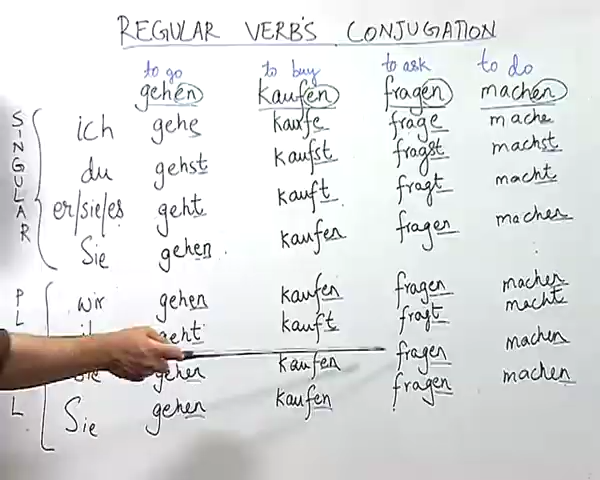 REGULAR VERB'S CONJUGATION
to go to buy to ask to do
gehen kaufen fragen machen
SINGULAR
ich gehe kaufe frage mache
du gehst kaufst fragst machst
er/sie/es geht kauft fragt macht
Sie gehen kaufen fragen machen
P L L
wir gehen kaufen fragen machen
geht kauft fragt macht
sie gehen kaufen fragen machen
Sie gehen kaufen fragen machen